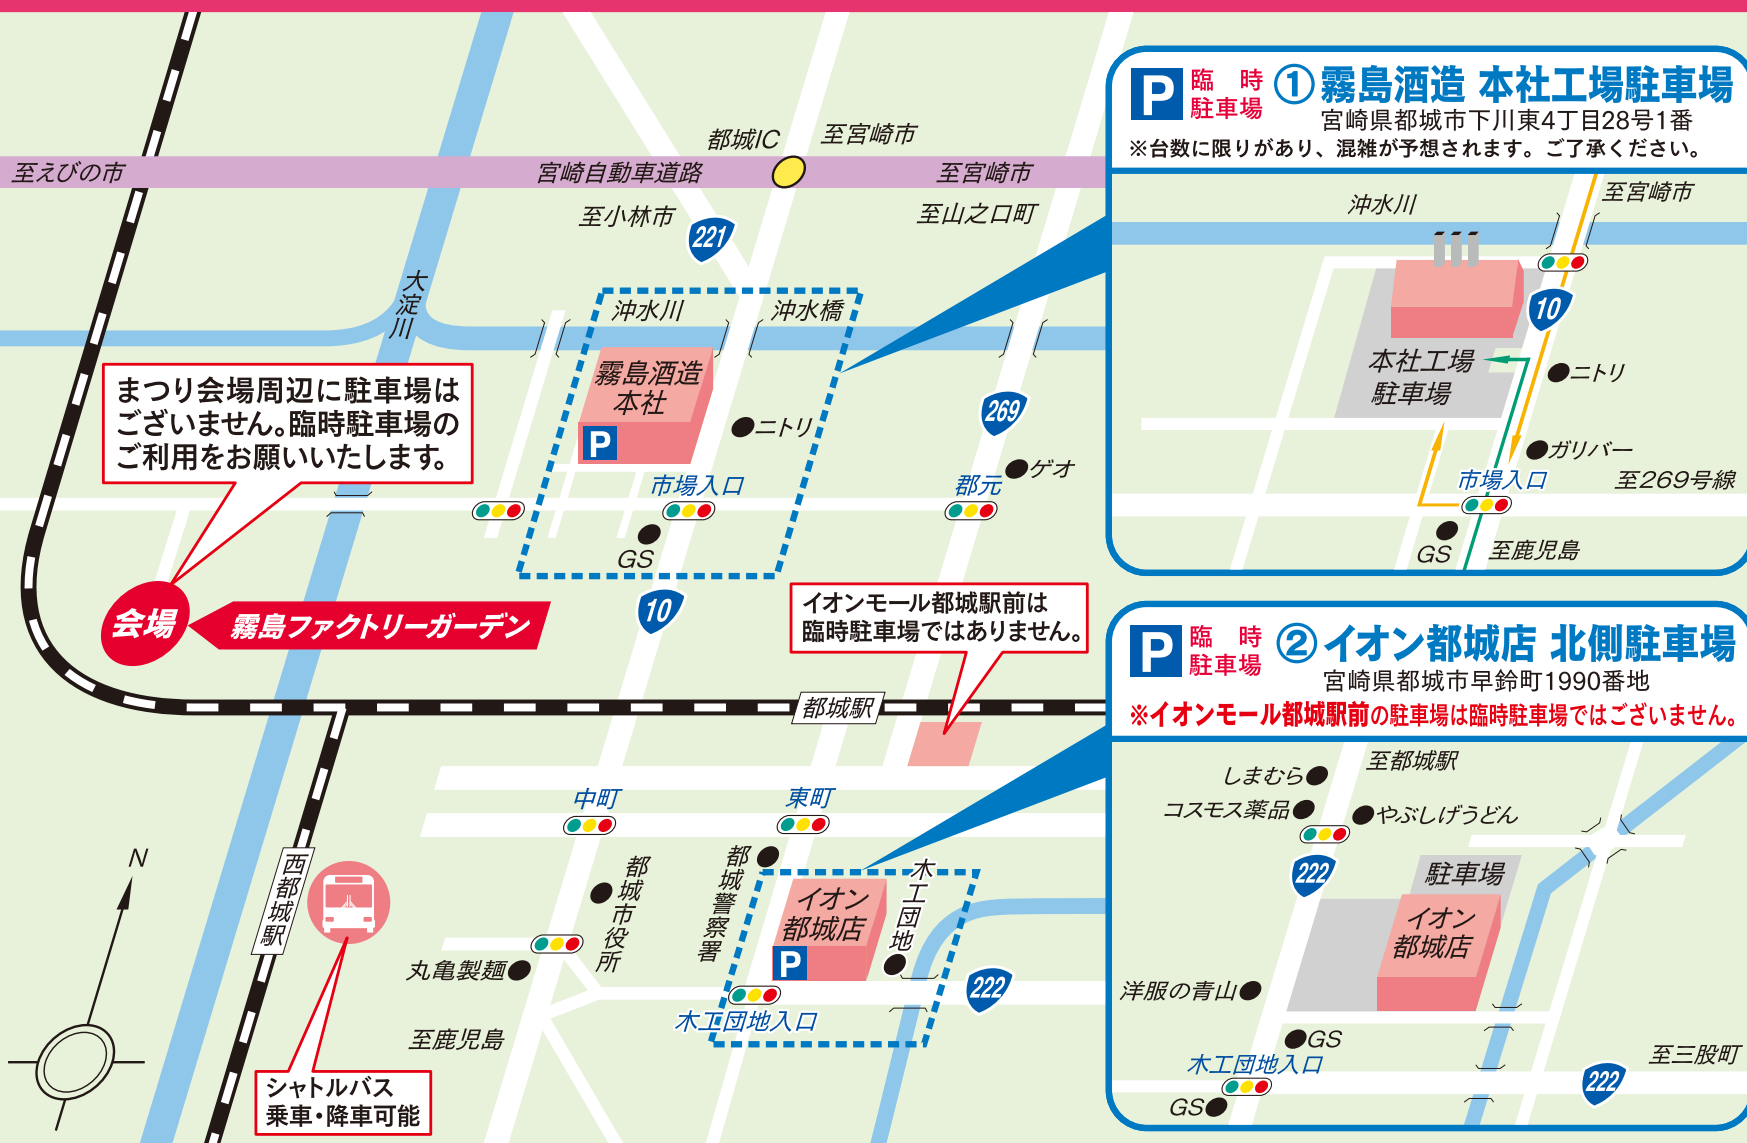 都城IC
至宮崎市
至えびの市
宮崎自動車道路
至宮崎市
至小林市
221
至山之口町
大淀川
沖水川
沖水橋
霧島酒造
本社
P
ニトリ
269
ゲオ
まつり会場周辺に駐車場は
ございません。臨時駐車場の
ご利用をお願いいたします。
市場入口
郡元
GS
10
会場
霧島ファクトリーガーデン
イオンモール都城駅前は
臨時駐車場ではありません。
都城駅
中町
東町
N
西都城駅
都城市役所
都城警察署
イオン
都城店
P
木工団地
丸亀製麺
222
木工団地入口
至鹿児島
シャトルバス
乗車・降車可能
P
臨 時
駐車場
①霧島酒造 本社工場駐車場
宮崎県都城市下川東4丁目28号1番
※台数に限りがあり、混雑が予想されます。ご了承ください。
沖水川
至宮崎市
10
本社工場
駐車場
ニトリ
ガリバー
市場入口
至269号線
GS
至鹿児島
P
臨 時
駐車場
②イオン都城店 北側駐車場
宮崎県都城市早鈴町1990番地
※イオンモール都城駅前の駐車場は臨時駐車場ではございません。
しまむら
至都城駅
コスモス薬品
やぶしげうどん
222
駐車場
イオン
都城店
洋服の青山
GS
木工団地入口
至三股町
222
GS